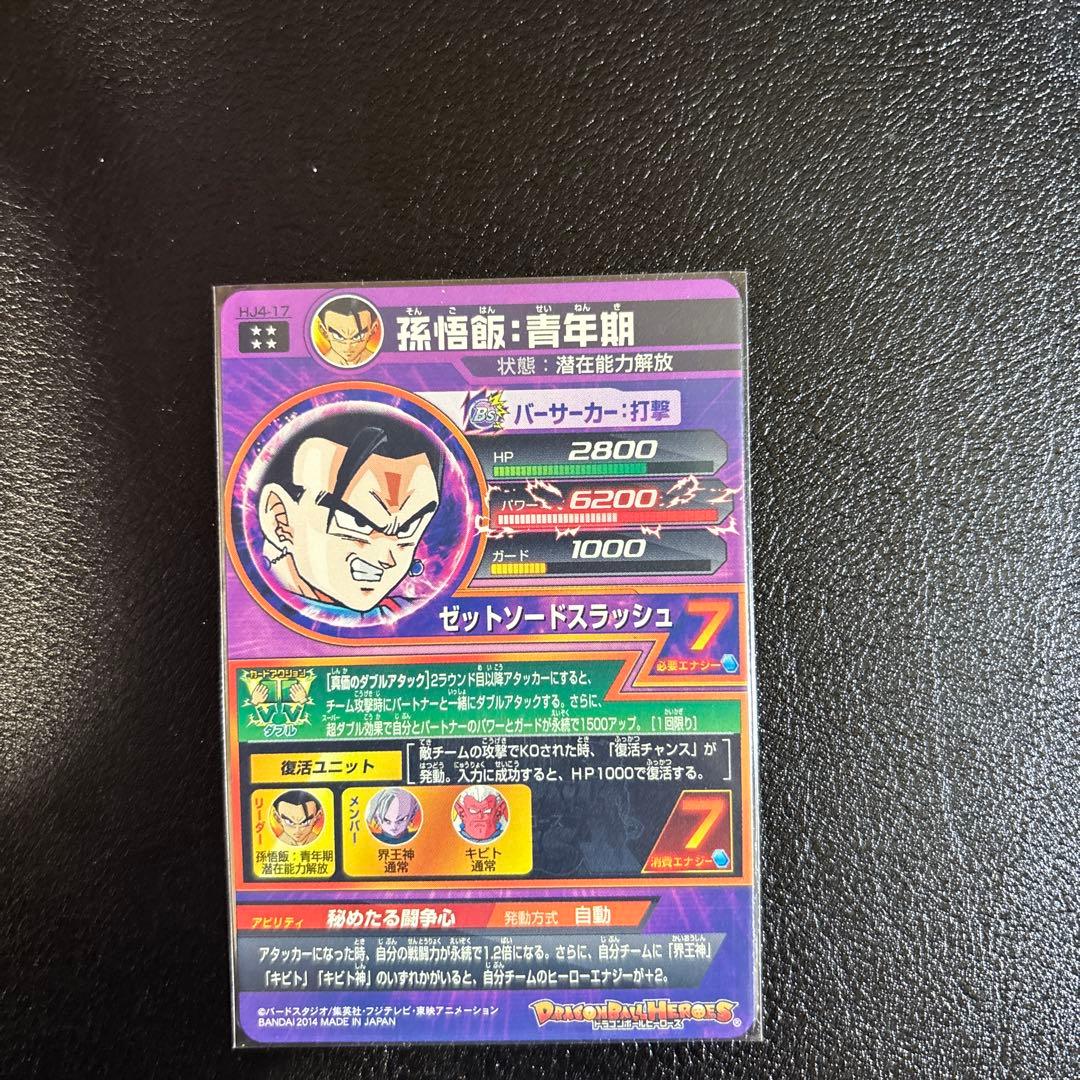 HJ4-17
そん ご はん せい ねん き
孫悟飯:青年期
状態:潜在能力解放
Bs バーサーカー:打撃
HP 2800
パワー 6200
ガード 1000
ゼットソードスラッシュ
7
必要エナジー
カードアクション
ダブル
[真価のダブルアタック]2ラウンド目以降アタッカーにすると、
チーム攻撃時にパートナーと一緒にダブルアタックする。さらに、
超ダブル効果で自分とパートナーのパワーとガードが永続で1500アップ。[1回限り]
復活ユニット
敵チームの攻撃でKOされた時、「復活チャンス」が
発動。入力に成功すると、HP1000で復活する。
リーダー
孫悟飯:青年期
潜在能力解放
メンバー
界王神
通常
キビト
通常
7
消費エナジー
アビリティ 秘めたる闘争心 発動方式 自動
アタッカーになった時、自分の戦闘力が永続で1.2倍になる。さらに、自分チームに「界王神」
「キビト」「キビト神」のいずれかがいると、自分チームのヒーローエナジーが+2。
©バードスタジオ/集英社・フジテレビ・東映アニメーション
BANDAI 2014 MADE IN JAPAN
DRAGONBALL HEROES
ドラゴンボールヒーローズ